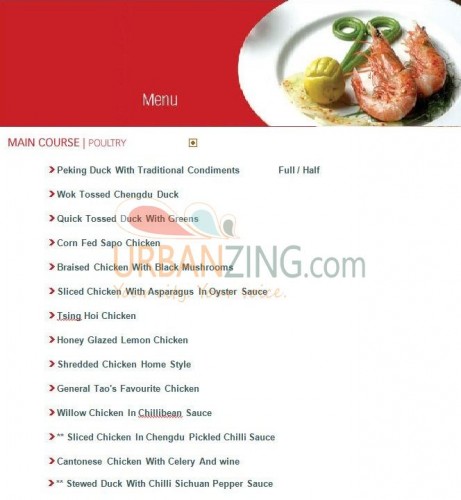 Menu
MAIN COURSE | POULTRY
Peking Duck With Traditional Condiments Full / Half
Wok Tossed Chengdu Duck
Quick Tossed Duck With Greens
Corn Fed Sapo Chicken
Braised Chicken With Black Mushrooms
URBANZING.com
Sliced Chicken With Asparagus In Oyster Sauce
Your city. Your voice.
Tsing Hoi Chicken
Honey Glazed Lemon Chicken
Shredded Chicken Home Style
General Tao's Favourite Chicken
Willow Chicken In Chillibean Sauce
** Sliced Chicken In Chengdu Pickled Chilli Sauce
Cantonese Chicken With Celery And wine
** Stewed Duck With Chilli Sichuan Pepper Sauce